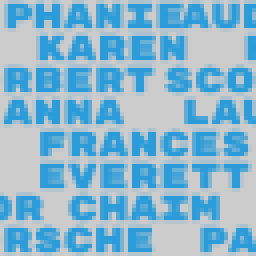 PHANIEAUD
KAREN
RBERT SCO
ANNA LAU
FRANCES
EVERETT
OR CHAIM
RSCHE PA